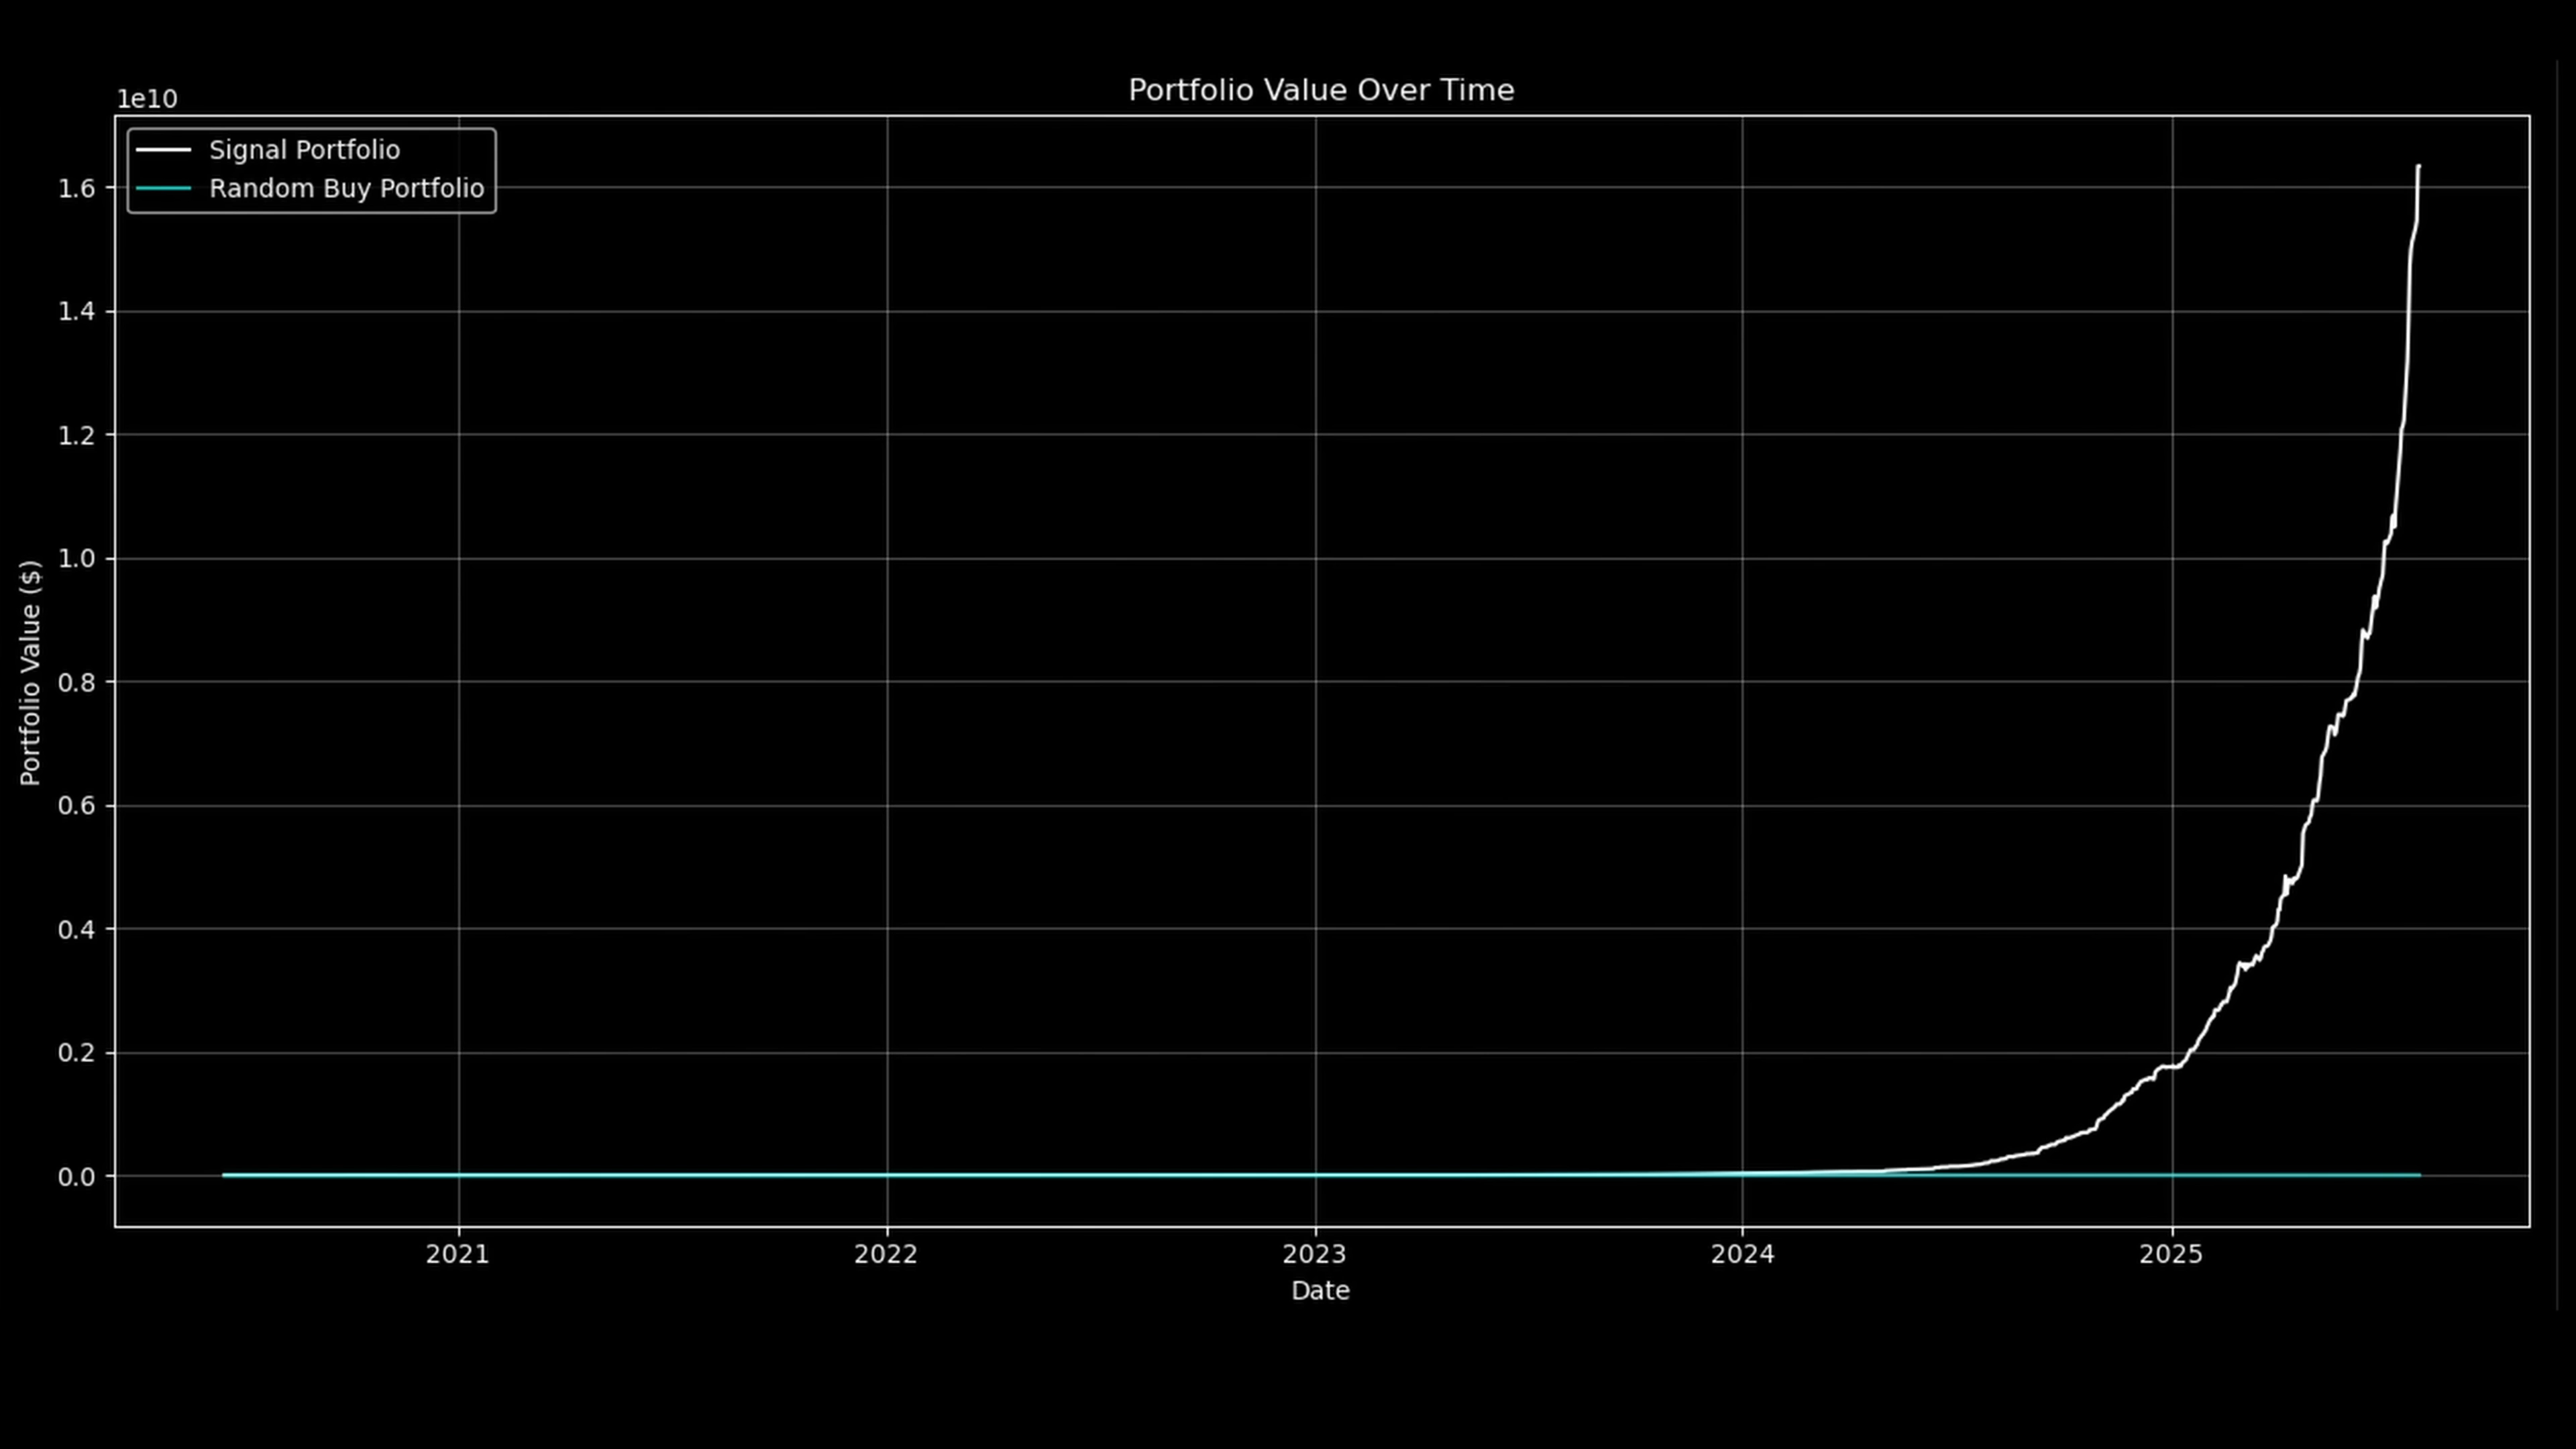 Portfolio Value Over Time
1e10
Signal Portfolio
Random Buy Portfolio
1.6
1.4
1.2
1.0
0.8
0.6
0.4
0.2
0.0
Portfolio Value ($)
2021
2022
2023
2024
2025
Date